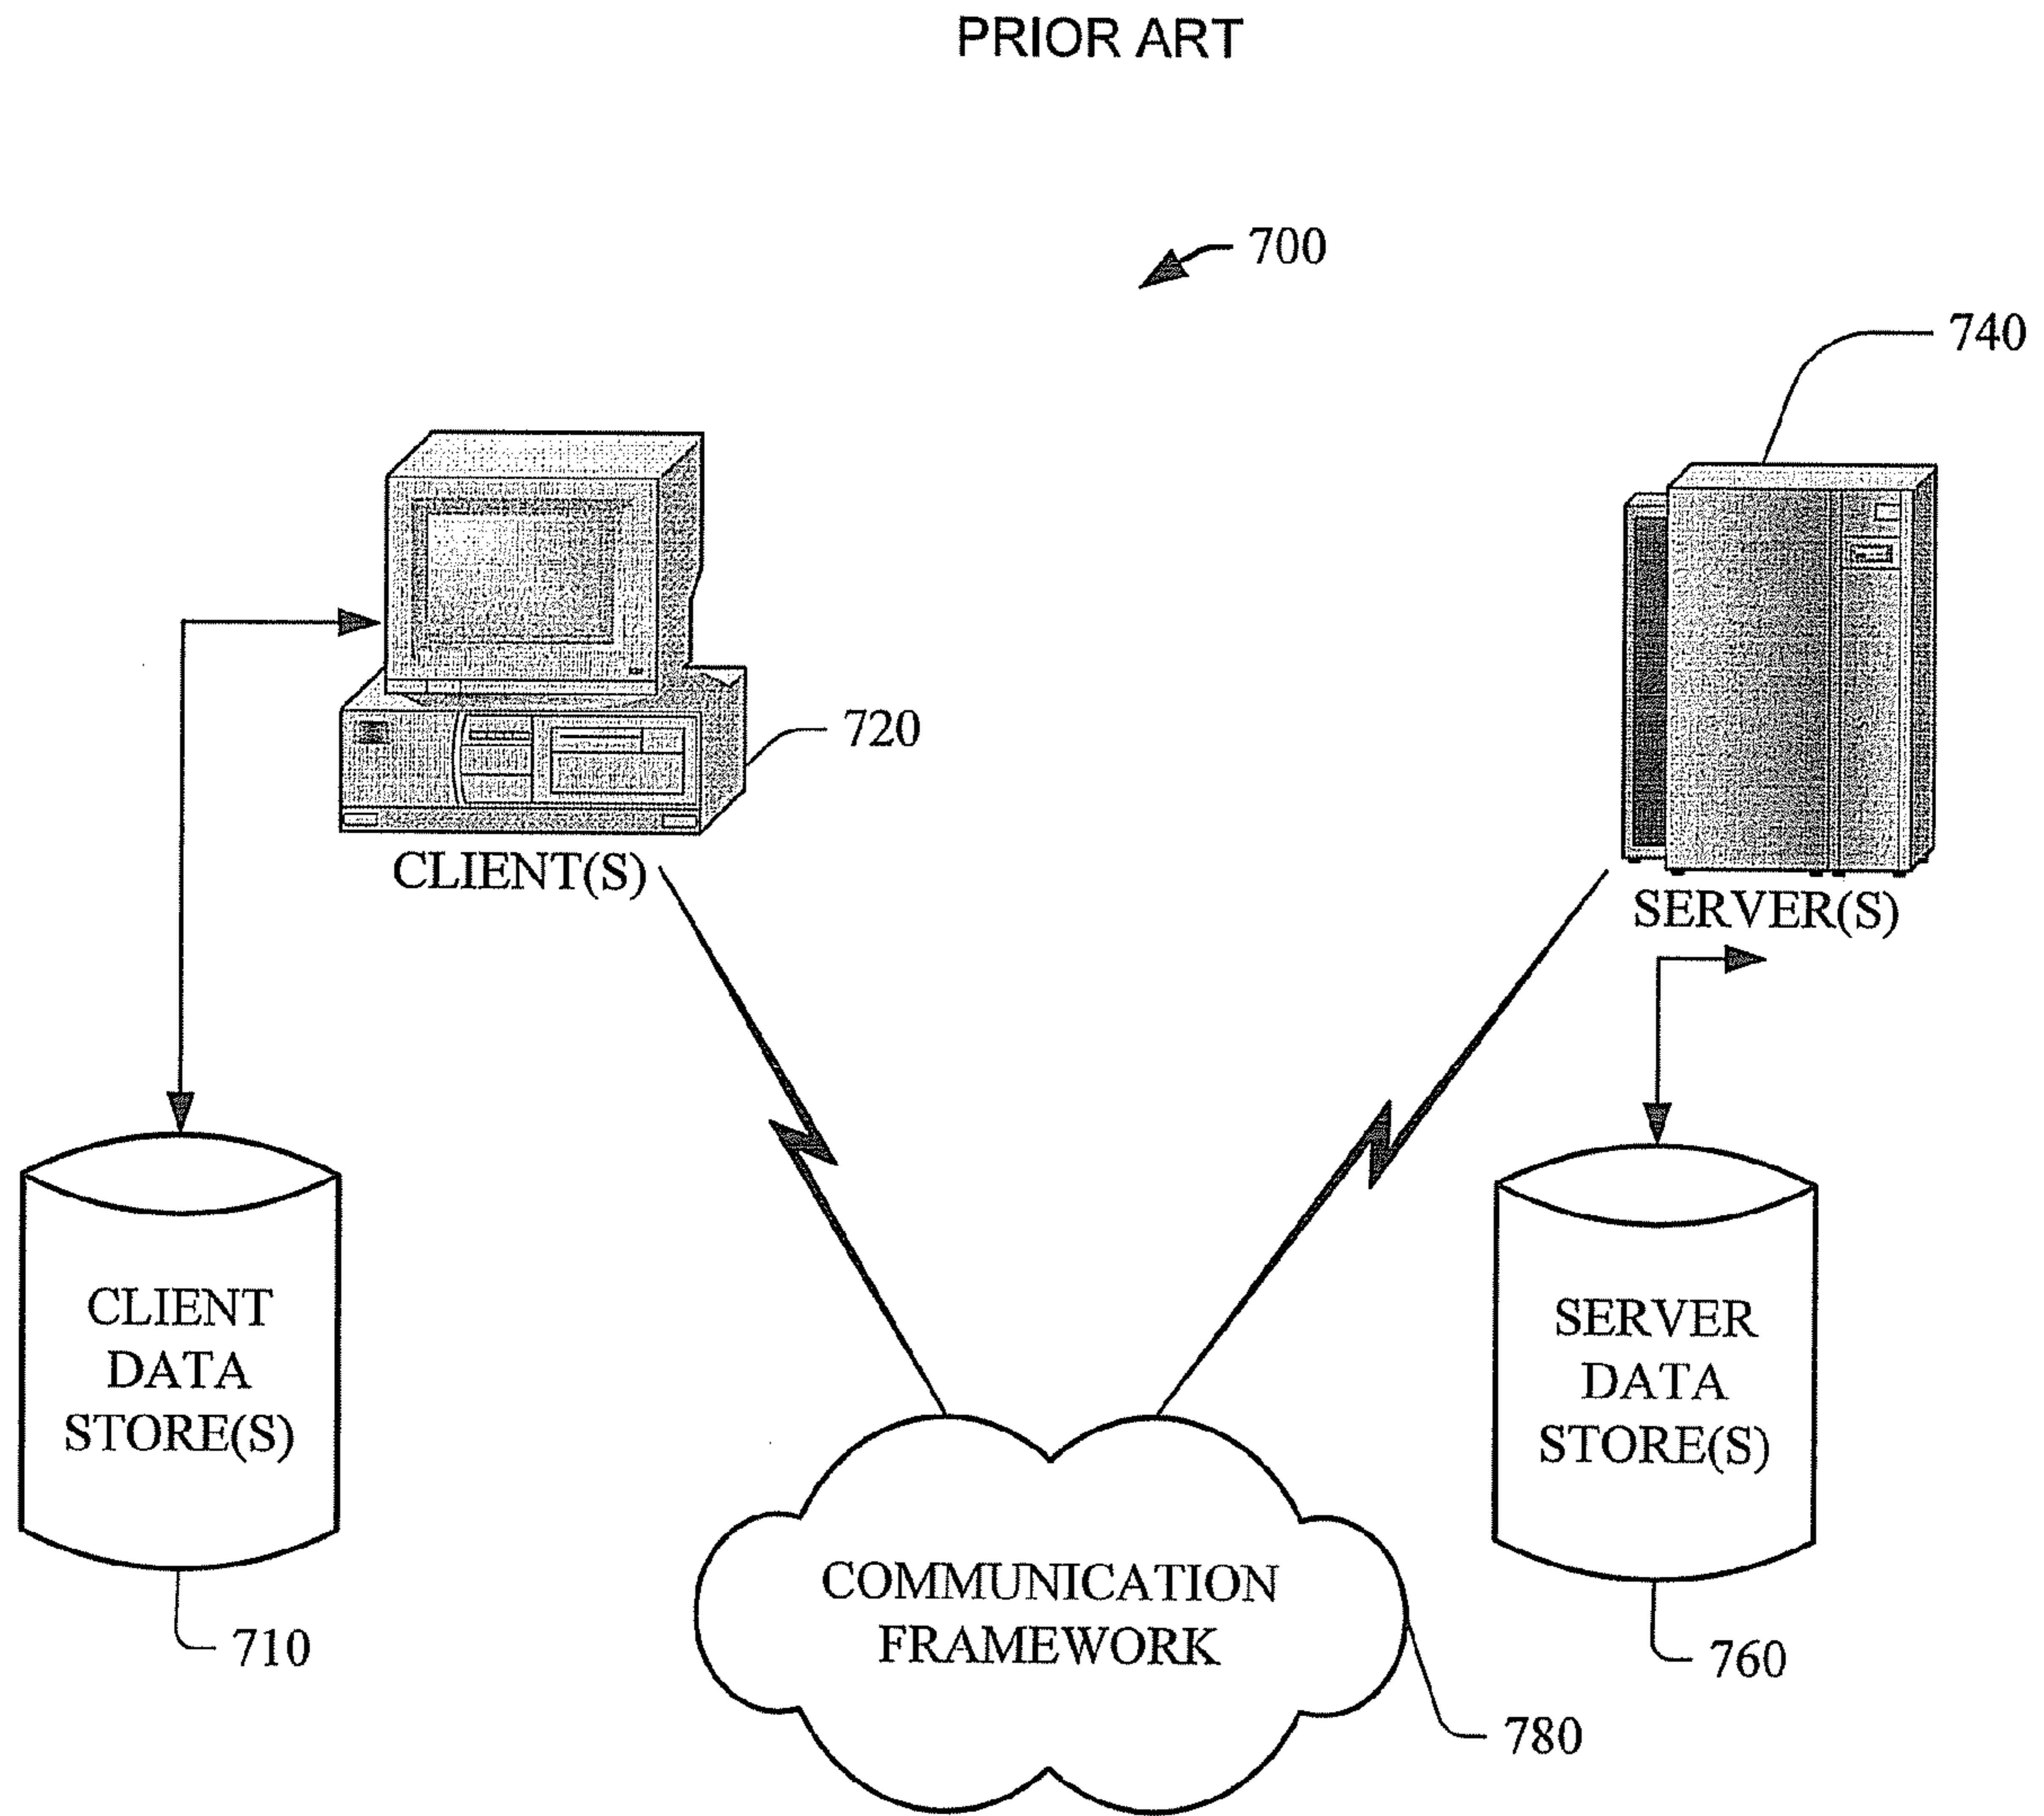 PRIOR ART
700
740
720
CLIENT(S)
SERVER(S)
CLIENT
DATA
STORE(S)
SERVER
DATA
STORE(S)
COMMUNICATION
FRAMEWORK
710
760
780